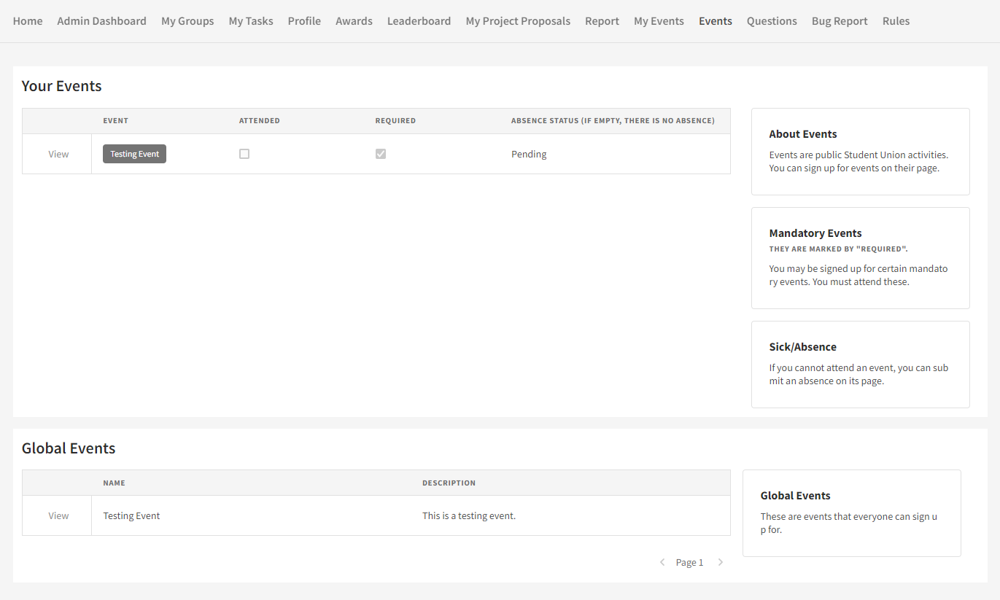 Home Admin Dashboard My Groups My Tasks Profile Awards Leaderboard My Project Proposals Report My Events Events Questions Bug Report Rules
Your Events
EVENT ATTENDED REQUIRED ABSENCE STATUS (IF EMPTY, THERE IS NO ABSENCE)
View Testing Event Pending
About Events
Events are public Student Union activities.
You can sign up for events on their page.
Mandatory Events
THEY ARE MARKED BY "REQUIRED".
You may be signed up for certain mandato
ry events. You must attend these.
Sick/Absence
If you cannot attend an event, you can sub
mit an absence on its page.
Global Events
NAME DESCRIPTION
View Testing Event This is a testing event.
Page 1
Global Events
These are events that everyone can sign u
p for.